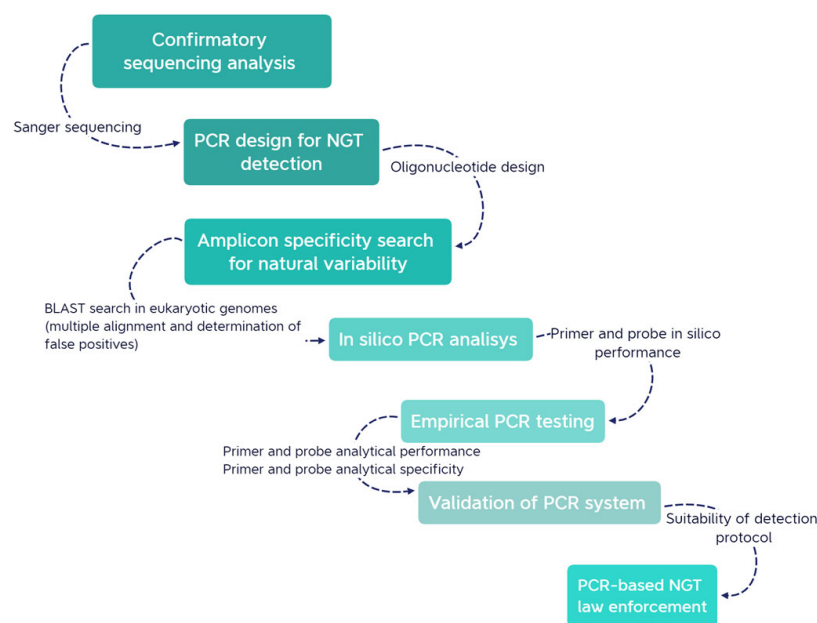 Confirmatory
sequencing analysis
Sanger sequencing
PCR design for NGT
detection
Oligonucleotide design
Amplicon specificity search
for natural variability
BLAST search in eukaryotic genomes
(multiple alignment and determination of
false positives)
In silico PCR analisys
Primer and probe in silico
performance
Empirical PCR testing
Primer and probe analytical performance
Primer and probe analytical specificity
Validation of PCR system
Suitability of detection
protocol
PCR-based NGT
law enforcement